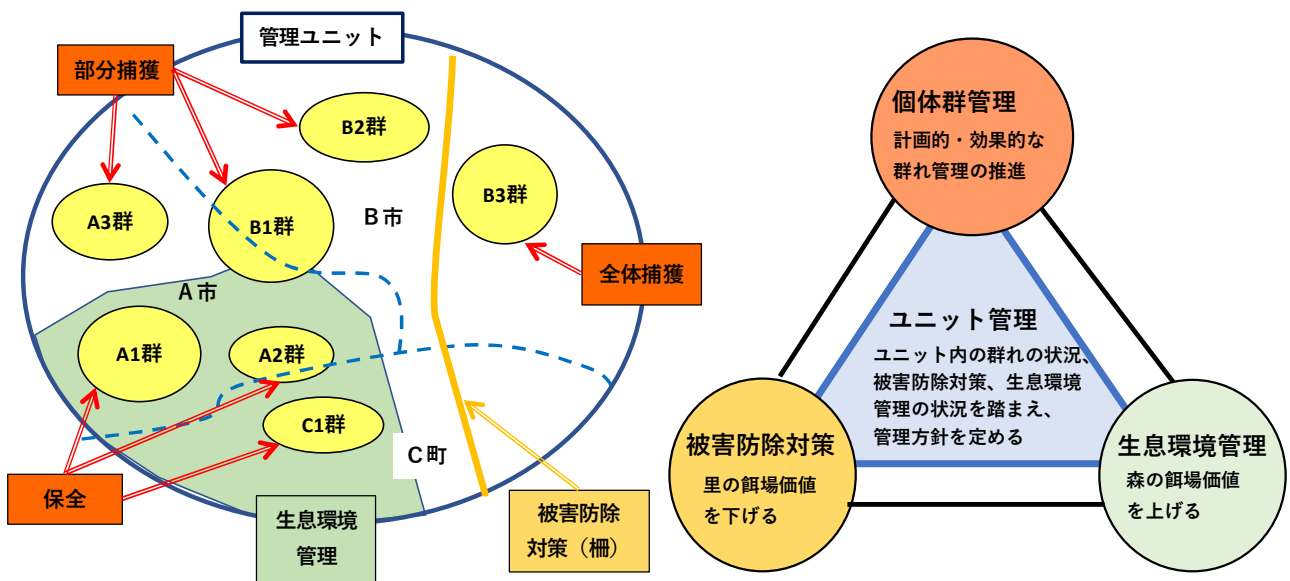 管理ユニット
部分捕獲
B2群
B3群
A3群
B1群
B市
全体捕獲
A市
A1群
A2群
C1群
C町
保全
生息環境
管理
被害防除
対策（柵）
個体群管理
計画的・効果的な
群れ管理の推進
ユニット管理
ユニット内の群れの状況、
被害防除対策、生息環境
管理の状況を踏まえ、
管理方針を定める
被害防除対策
里の餌場価値
を下げる
生息環境管理
森の餌場価値
を上げる